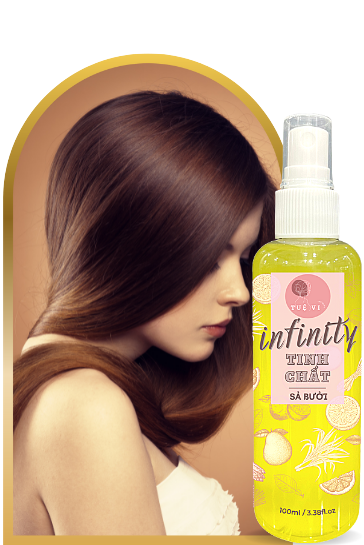 TUỆ VI
infinity
TINH
CHẤT
SẢ BƯỞI
100ml / 3.38fl.oz